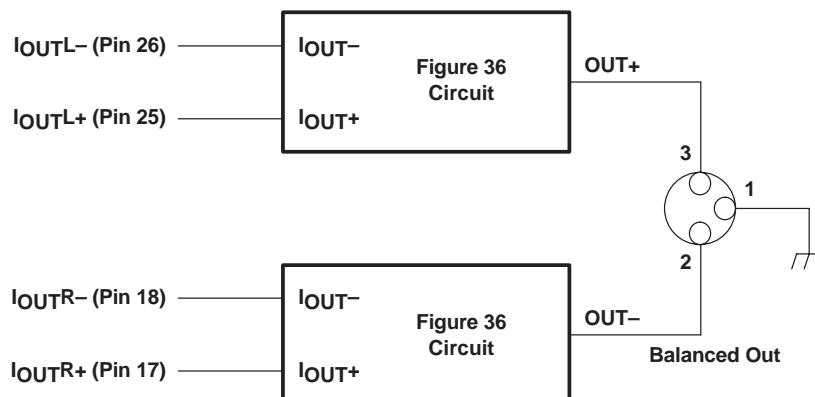 IOUTL– (Pin 26)
IOUT–
Figure 36
Circuit
OUT+
IOUTL+ (Pin 25)
IOUT+
3
1
2
IOUTR– (Pin 18)
IOUT–
Figure 36
Circuit
OUT–
Balanced Out
IOUTR+ (Pin 17)
IOUT+